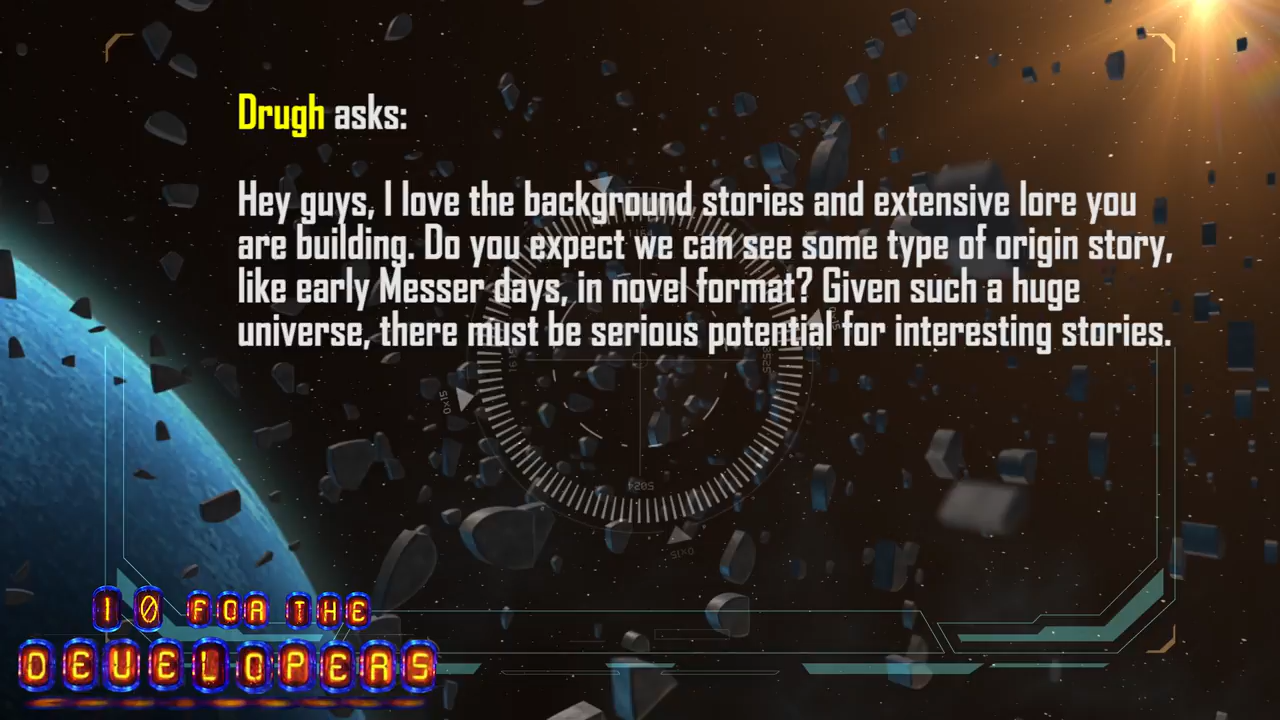 Drugh asks:
Hey guys, I love the background stories and extensive lore you
are building. Do you expect we can see some type of origin story,
like early Messer days, in novel format? Given such a huge
universe, there must be serious potential for interesting stories.
10 FOR THE
DEVELOPERS